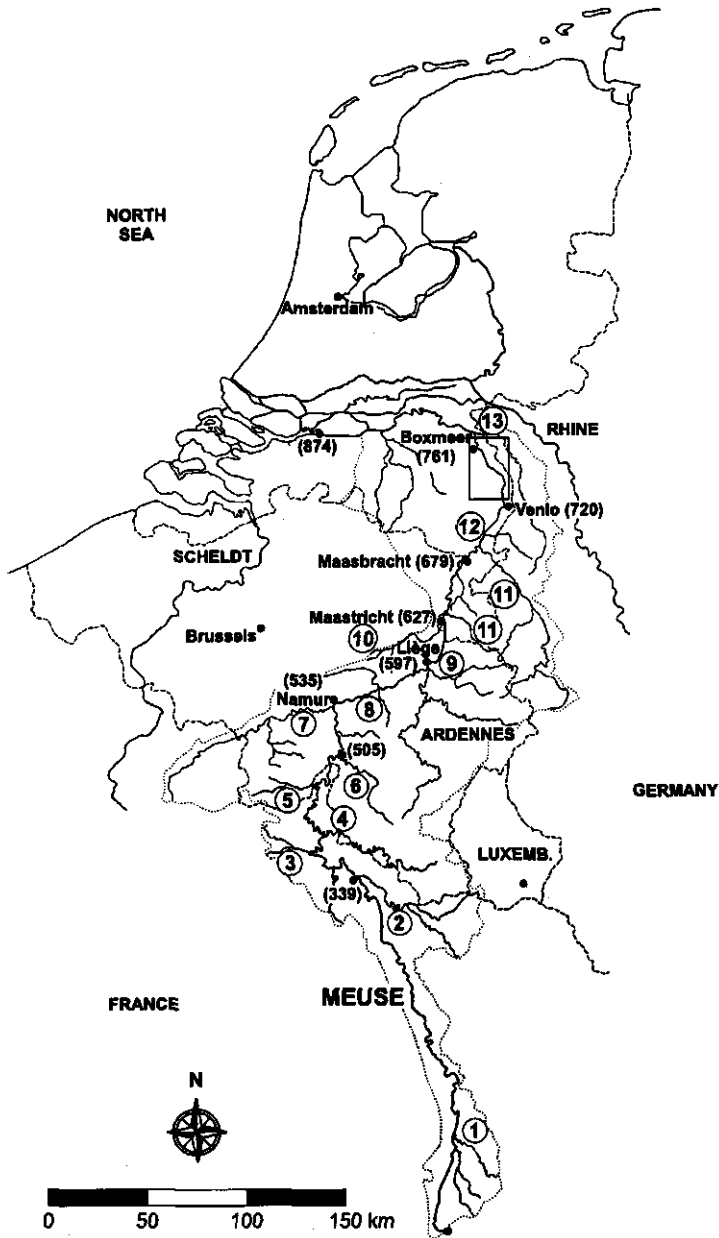 NORTH
SEA
Amsterdam
13
RHINE
Boxmeer
(761)
(874)
Venlo (720)
12
SCHELDT
Maasbracht (679)
11
Maastricht (627)
11
10
Brussels
Liège
(597)
9
(535)
Namur
8
7
ARDENNES
(505)
6
5
GERMANY
4
LUXEMB.
3
(339)
2
MEUSE
FRANCE
N
1
0 50 100 150 km